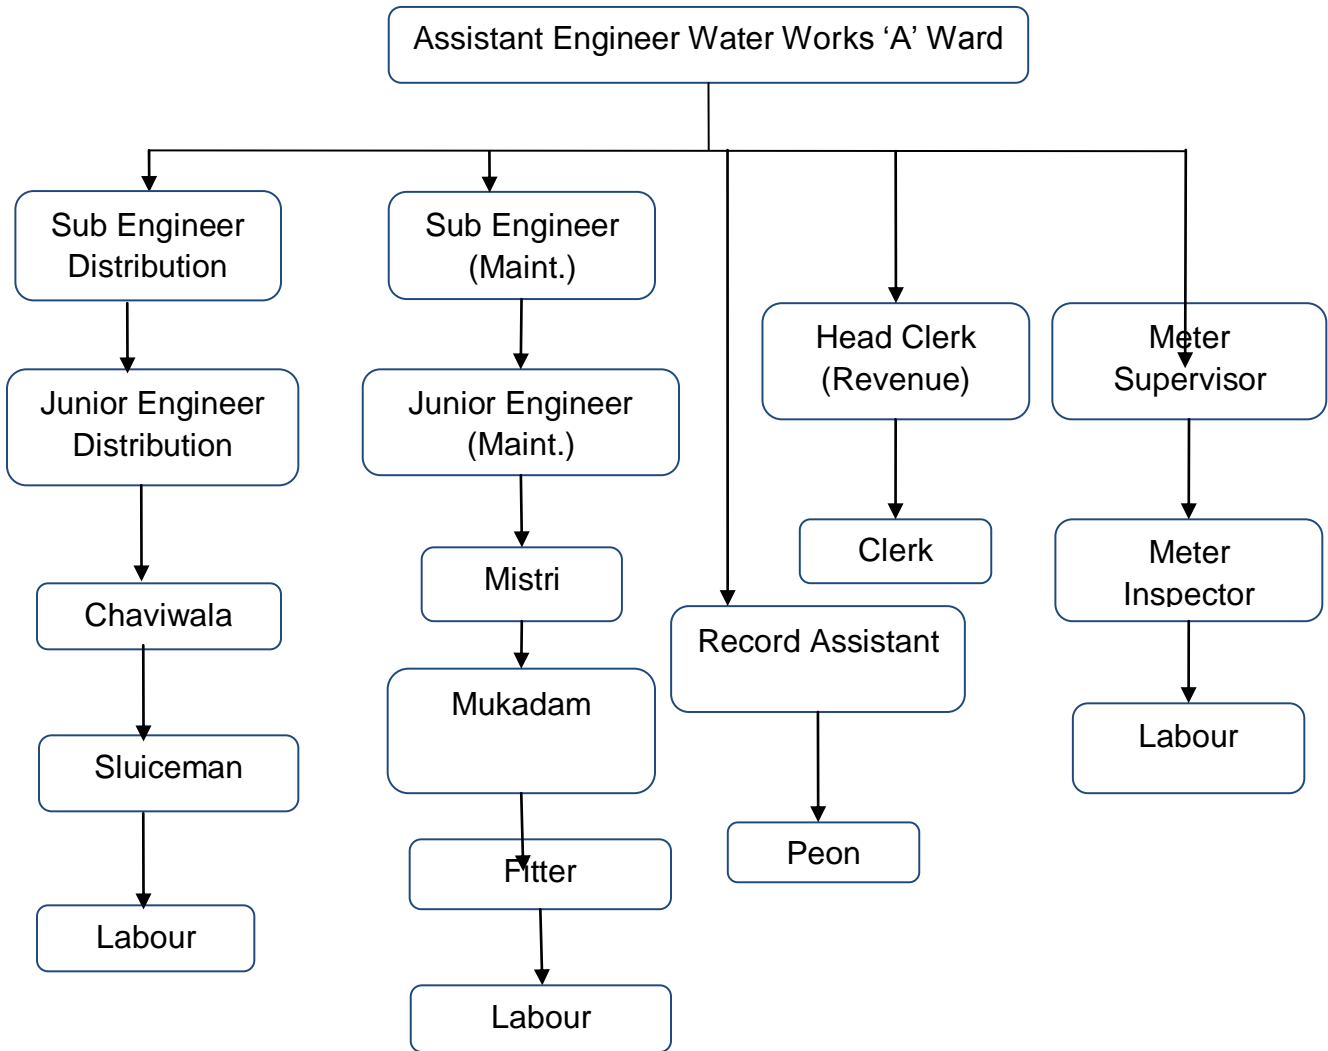 Assistant Engineer Water Works ‘A’ Ward
Sub Engineer
Distribution
Sub Engineer
(Maint.)
Head Clerk
(Revenue)
Meter
Supervisor
Junior Engineer
Distribution
Junior Engineer
(Maint.)
Clerk
Meter
Inspector
Mistri
Chaviwala
Record Assistant
Mukadam
Labour
Sluiceman
Peon
Fitter
Labour
Labour